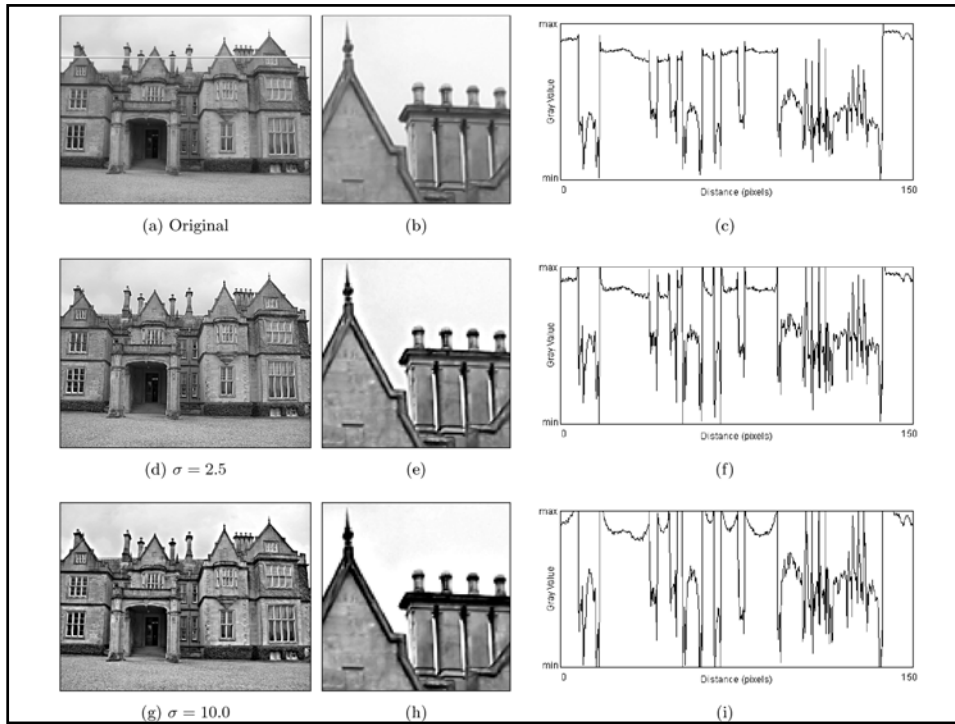 max
Gray Value
min
0
Distance (pixels)
150
(a) Original
(b)
(c)
max
Gray Value
min
0
Distance (pixels)
150
(d) σ = 2.5
(e)
(f)
max
Gray Value
min
0
Distance (pixels)
150
(g) σ = 10.0
(h)
(i)